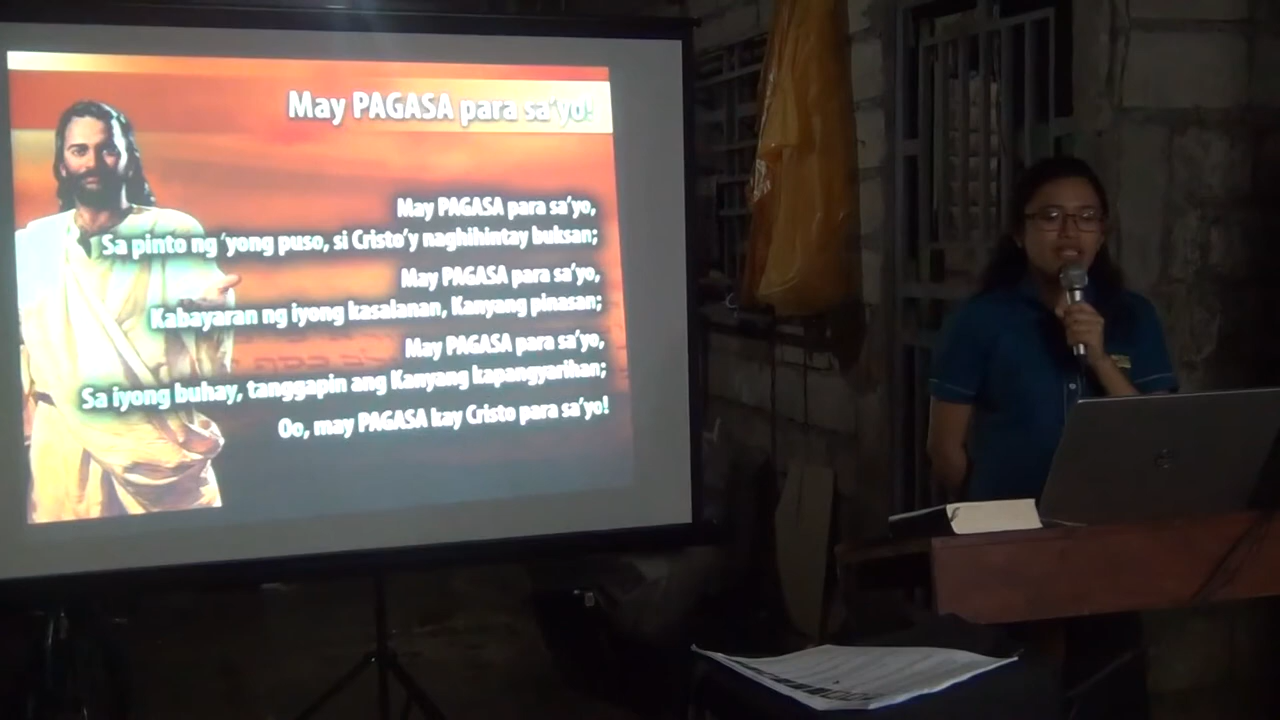 May PAGASA para sa'yo!
May PAGASA para sa'yo,
Sa pinto ng 'yong puso, si Cristo'y naghihintay buksan;
May PAGASA para sa'yo,
Kabayaran ng iyong kasalanan, Kanyang pinasan;
May PAGASA para sa'yo,
Sa iyong buhay, tanggapin ang Kanyang kapangyarihan;
Oo, may PAGASA kay Cristo para sa'yo!